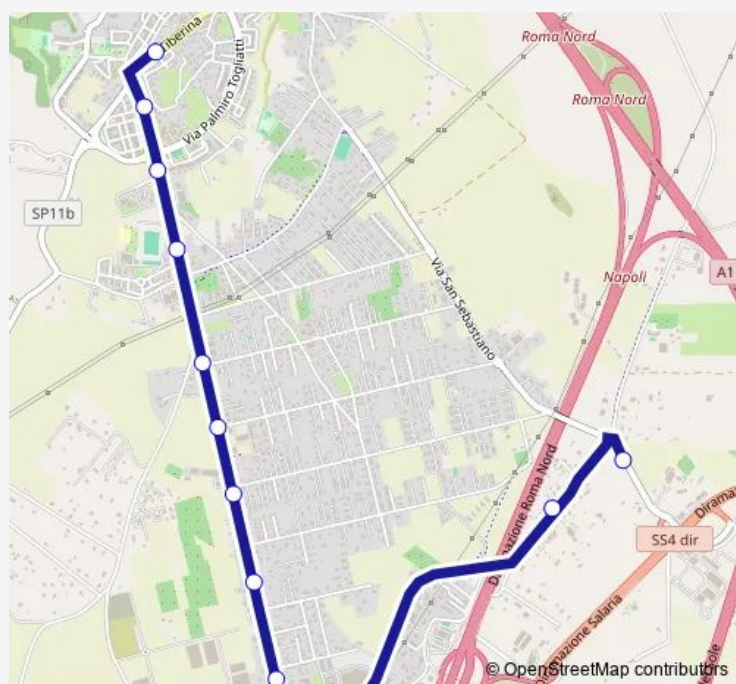 Roma Nord
Tiberina
Via Palmiro Togliatti
Roma Nord
SP11b
Napoli
A1
Via San Sebastiano
Diramazione Roma Nord
SS4 dir
Diramazione Salaria
© OpenStreetMap contributors